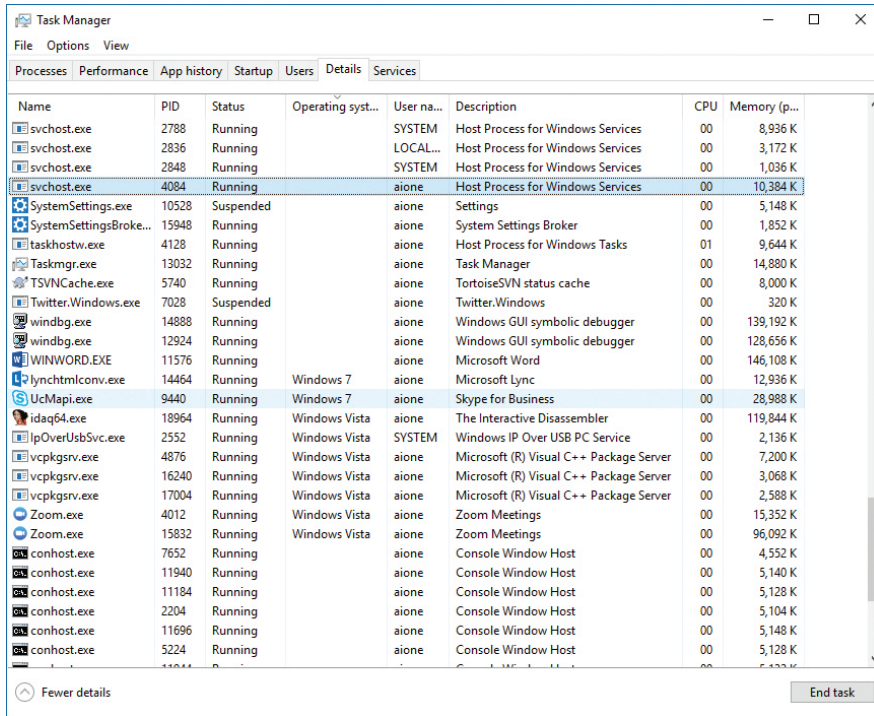 Task Manager
File Options View
Processes Performance App history Startup Users Details Services
Name PID Status Operating syst... User na... Description CPU Memory (p...
svchost.exe 2788 Running SYSTEM Host Process for Windows Services 00 8,936 K
svchost.exe 2836 Running LOCAL... Host Process for Windows Services 00 3,172 K
svchost.exe 2848 Running SYSTEM Host Process for Windows Services 00 1,036 K
svchost.exe 4084 Running aione Host Process for Windows Services 00 10,384 K
SystemSettings.exe 10528 Suspended aione Settings 00 5,148 K
SystemSettingsBroke... 15948 Running aione System Settings Broker 00 1,852 K
taskhostw.exe 4128 Running aione Host Process for Windows Tasks 01 9,644 K
Taskmgr.exe 13032 Running aione Task Manager 00 14,880 K
TSVNCache.exe 5740 Running aione TortoiseSVN status cache 00 8,000 K
Twitter.Windows.exe 7028 Suspended aione Twitter.Windows 00 320 K
windbg.exe 14888 Running aione Windows GUI symbolic debugger 00 139,192 K
windbg.exe 12924 Running aione Windows GUI symbolic debugger 00 128,656 K
WINWORD.EXE 11576 Running aione Microsoft Word 00 146,108 K
lynchtmlconv.exe 14464 Running Windows 7 aione Microsoft Lync 00 12,936 K
UcMapi.exe 9440 Running Windows 7 aione Skype for Business 00 28,988 K
idaq64.exe 18964 Running Windows Vista aione The Interactive Disassembler 00 119,844 K
IpOverUsbSvc.exe 2552 Running Windows Vista SYSTEM Windows IP Over USB PC Service 00 2,136 K
vcpkgsrv.exe 4876 Running Windows Vista aione Microsoft (R) Visual C++ Package Server 00 7,200 K
vcpkgsrv.exe 16240 Running Windows Vista aione Microsoft (R) Visual C++ Package Server 00 3,068 K
vcpkgsrv.exe 17004 Running Windows Vista aione Microsoft (R) Visual C++ Package Server 00 2,588 K
Zoom.exe 4012 Running Windows Vista aione Zoom Meetings 00 15,352 K
Zoom.exe 15832 Running Windows Vista aione Zoom Meetings 00 96,092 K
conhost.exe 7652 Running aione Console Window Host 00 4,552 K
conhost.exe 11940 Running aione Console Window Host 00 5,140 K
conhost.exe 11184 Running aione Console Window Host 00 5,128 K
conhost.exe 2204 Running aione Console Window Host 00 5,104 K
conhost.exe 11696 Running aione Console Window Host 00 5,148 K
conhost.exe 5224 Running aione Console Window Host 00 5,128 K
Fewer details End task